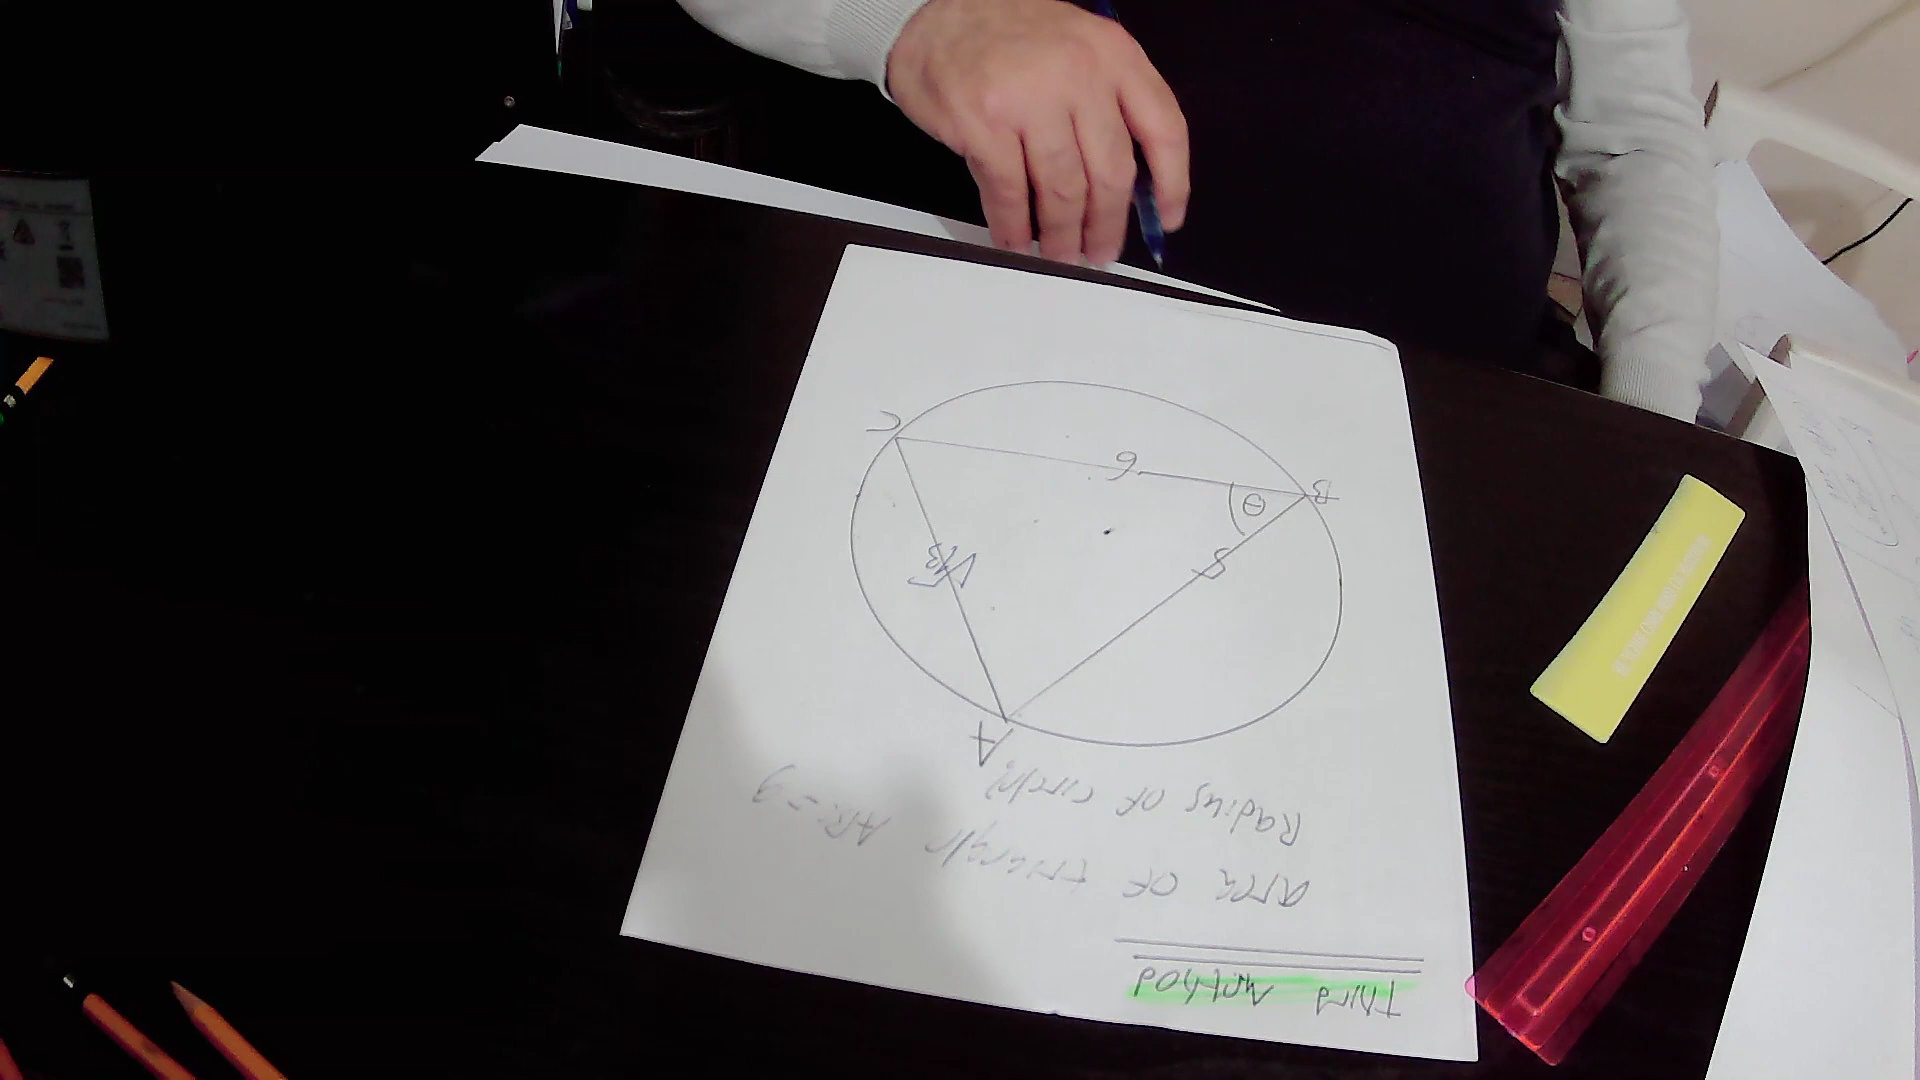 Third Method
area of triangle ABC = ?
Radius of circle?
A
5
√13
θ
B
6
C